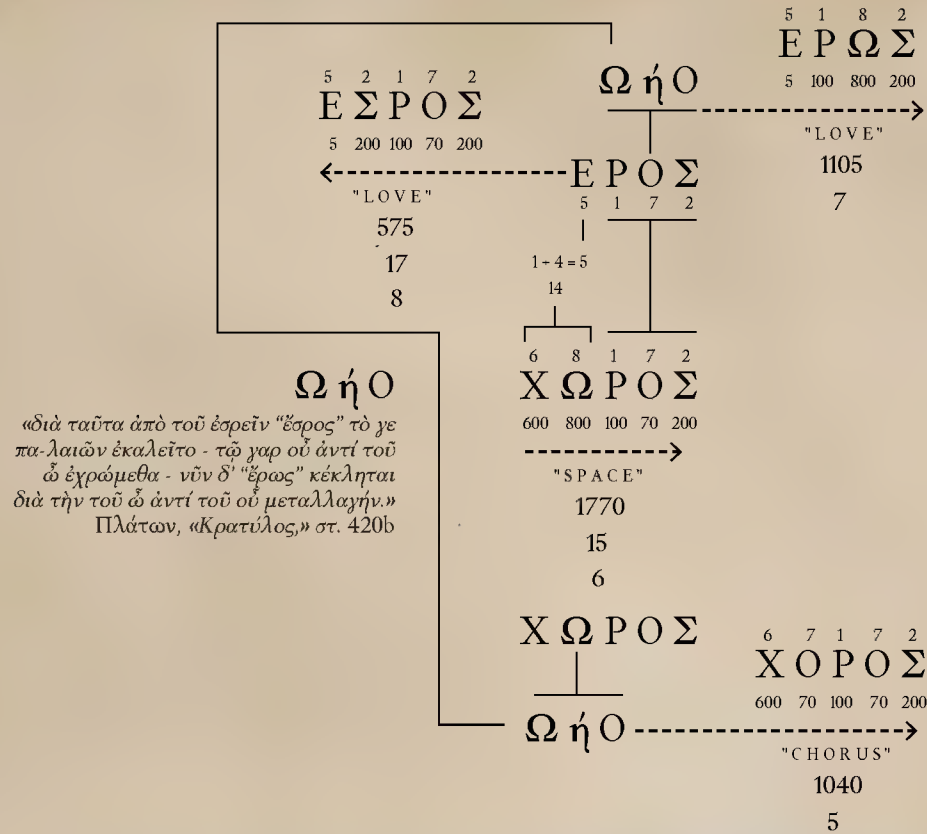 5 1 8 2
Ε Ρ Ω Σ
5 100 800 200
"LOVE"
1105
7
Ω ή Ο
5 2 1 7 2
Ε Σ Ρ Ο Σ
5 200 100 70 200
"LOVE"
575
17
8
Ε Ρ Ο Σ
5 1 7 2
1 + 4 = 5
14
6 8 1 7 2
Χ Ω Ρ Ο Σ
600 800 100 70 200
"SPACE"
1770
15
6
Ω ή Ο
«διὰ ταῦτα ἀπὸ τοῦ ἐσρεῖν “ἔσρος” τὸ γε
πα-λαιῶν ἐκαλεῖτο - τῷ γαρ οὖ ἀντί τοῦ
ὦ ἐχρώμεθα - νῦν δ’ “ἔρως” κέκληται
διὰ τὴν τοῦ ὦ ἀντί τοῦ οὖ μεταλλαγήν.»
Πλάτων, «Κρατύλος,» στ. 420b
Χ Ω Ρ Ο Σ
Ω ή Ο
6 7 1 7 2
Χ Ο Ρ Ο Σ
600 70 100 70 200
"CHORUS"
1040
5